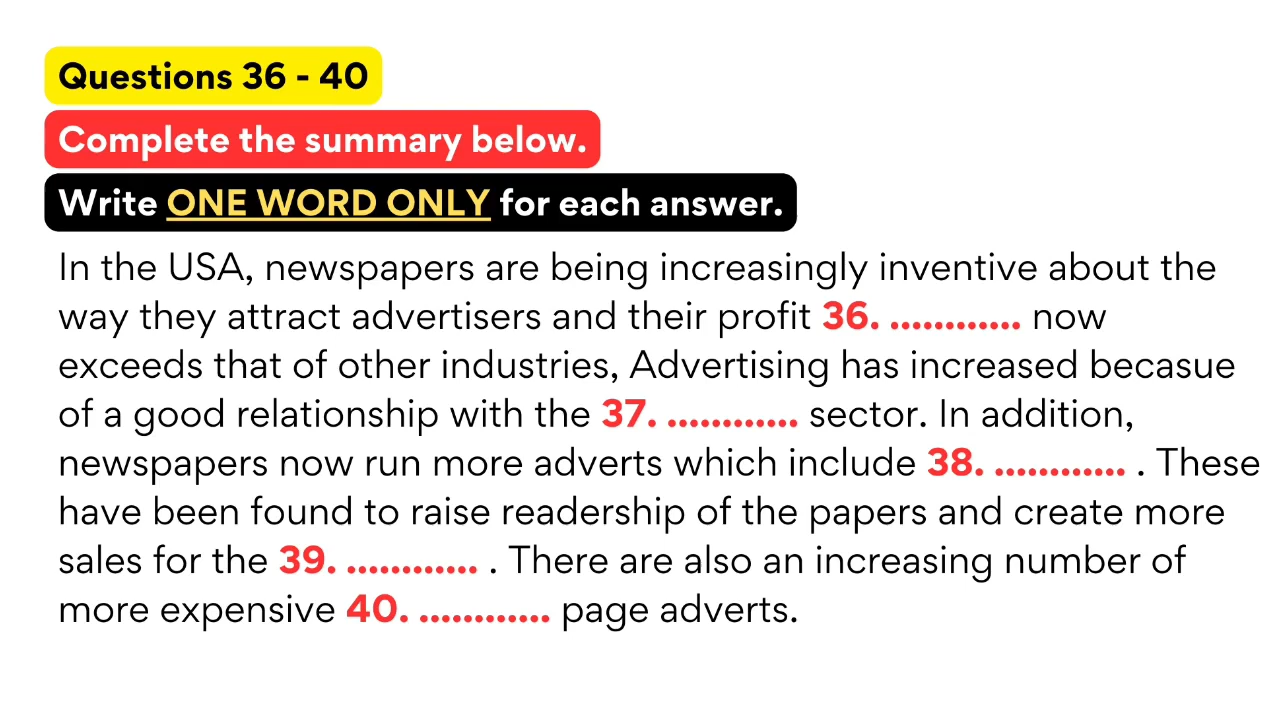 Questions 36 - 40
Complete the summary below.
Write ONE WORD ONLY for each answer.
In the USA, newspapers are being increasingly inventive about the
way they attract advertisers and their profit 36. ............ now
exceeds that of other industries, Advertising has increased becasue
of a good relationship with the 37. ............ sector. In addition,
newspapers now run more adverts which include 38. ............ . These
have been found to raise readership of the papers and create more
sales for the 39. ............ . There are also an increasing number of
more expensive 40. ............ page adverts.